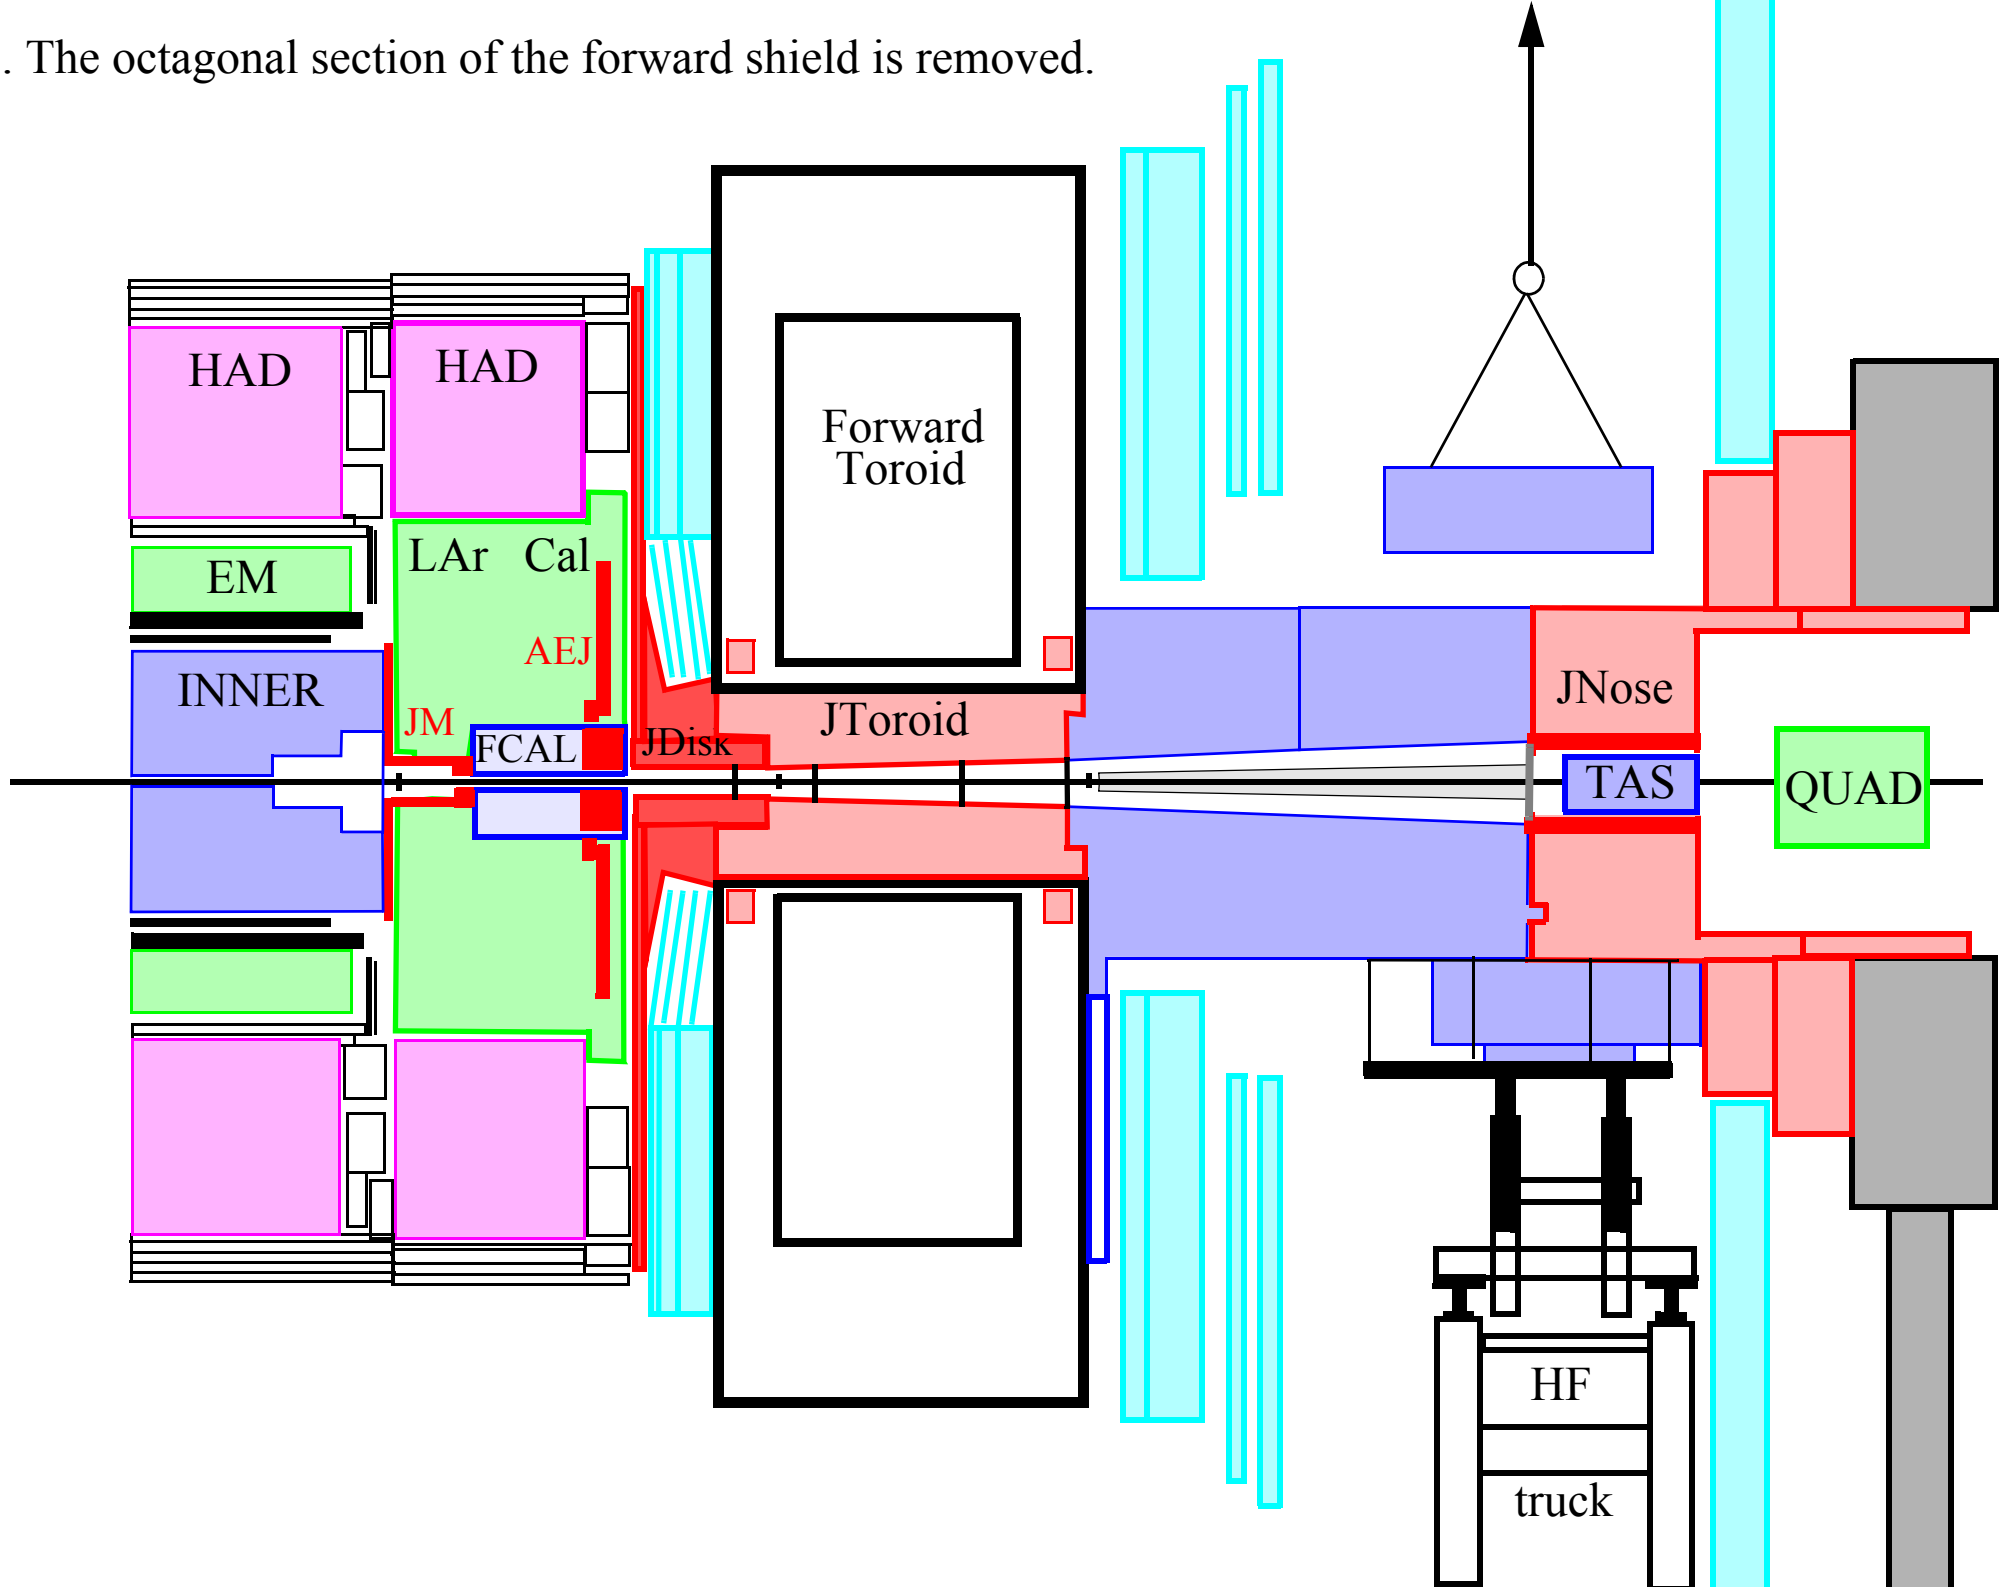 . The octagonal section of the forward shield is removed.
HAD
HAD
Forward
Toroid
LAr Cal
EM
AEJ
INNER
JM
JNose
JToroid
FCAL
JDisk
TAS
QUAD
HF
truck